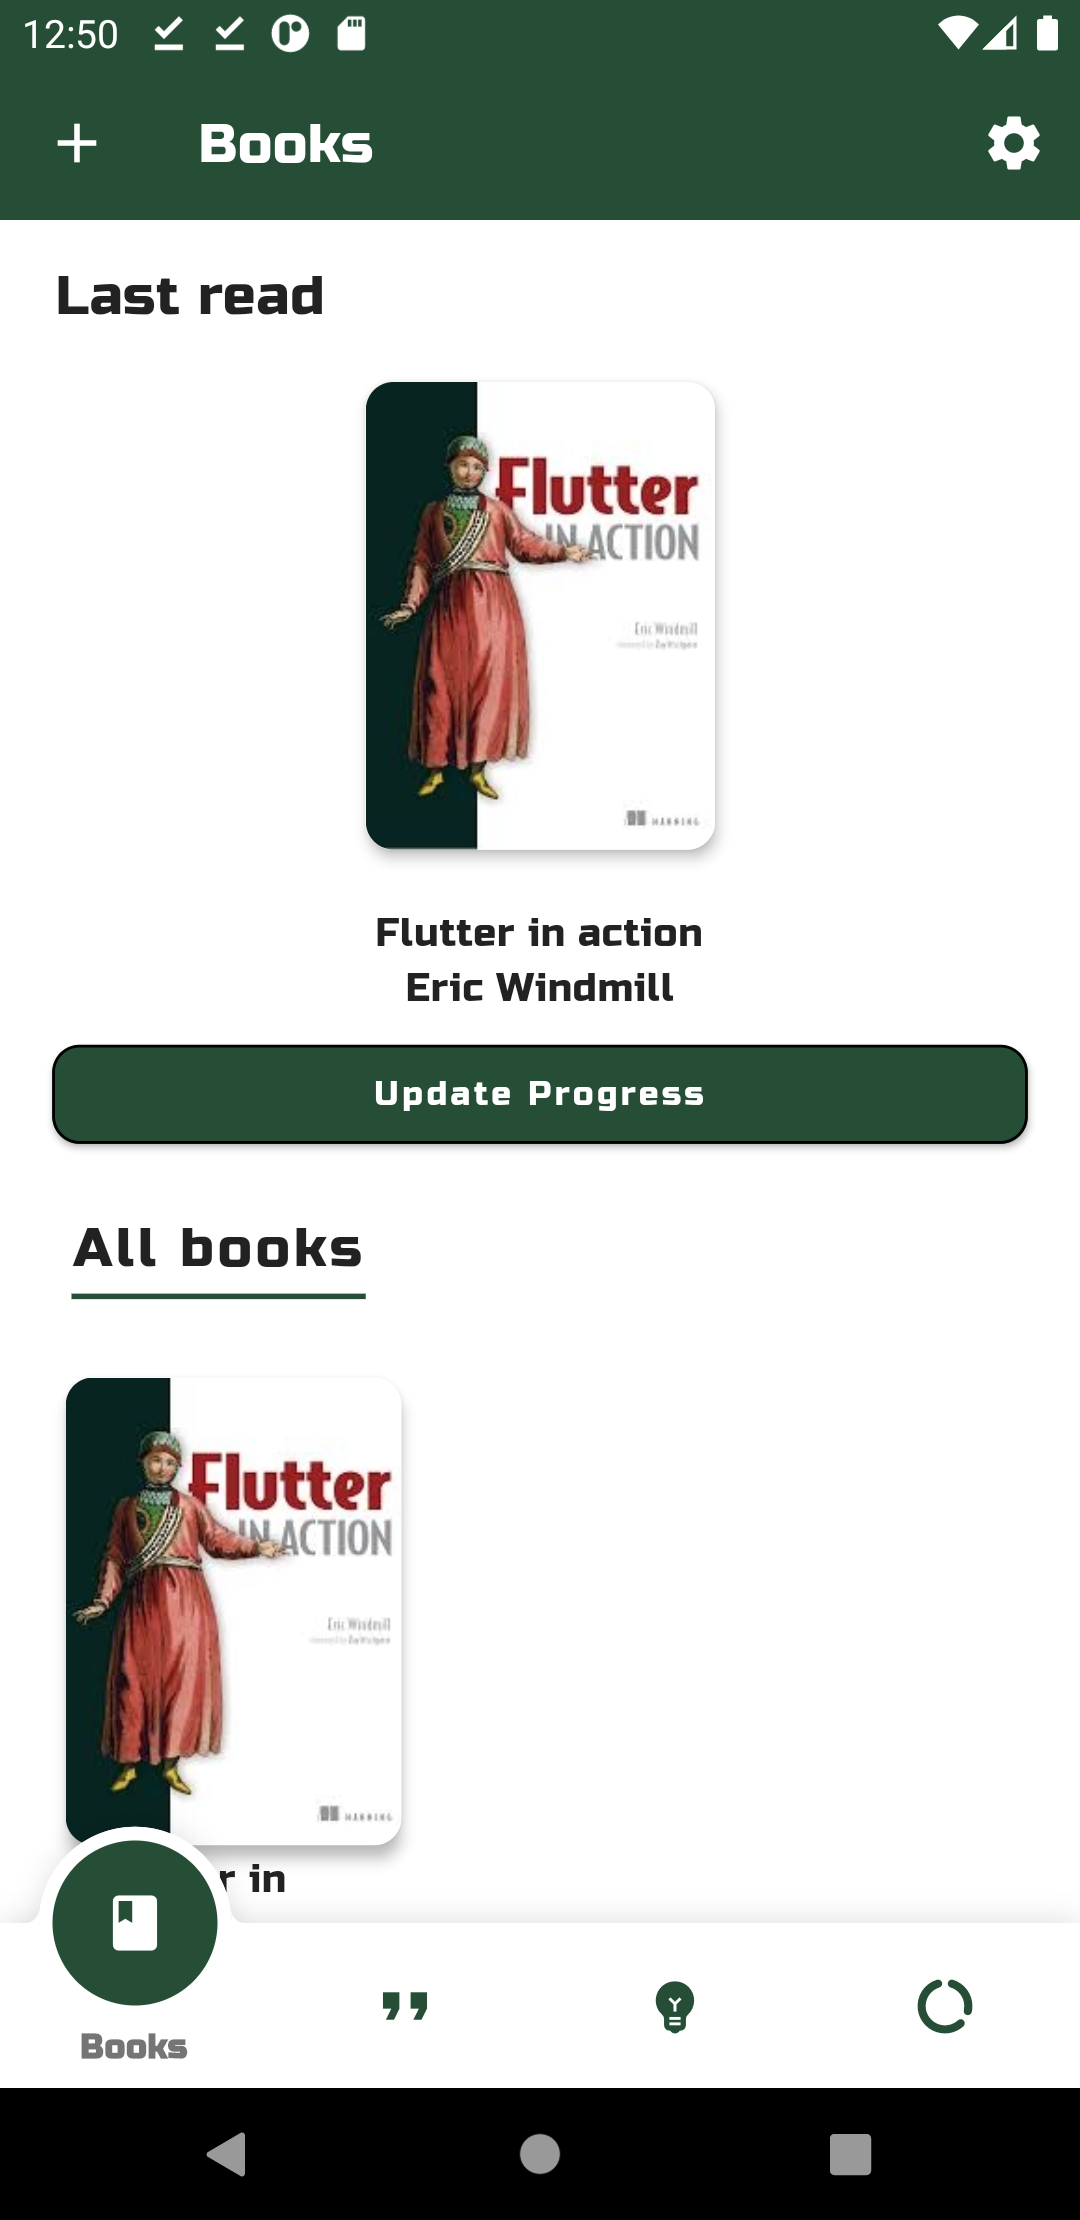 12:50
Books
Last read
Flutter
IN ACTION
Eric Windmill
MANNING
Flutter in action
Eric Windmill
Update Progress
All books
Flutter
IN ACTION
Eric Windmill
MANNING
r in
Books